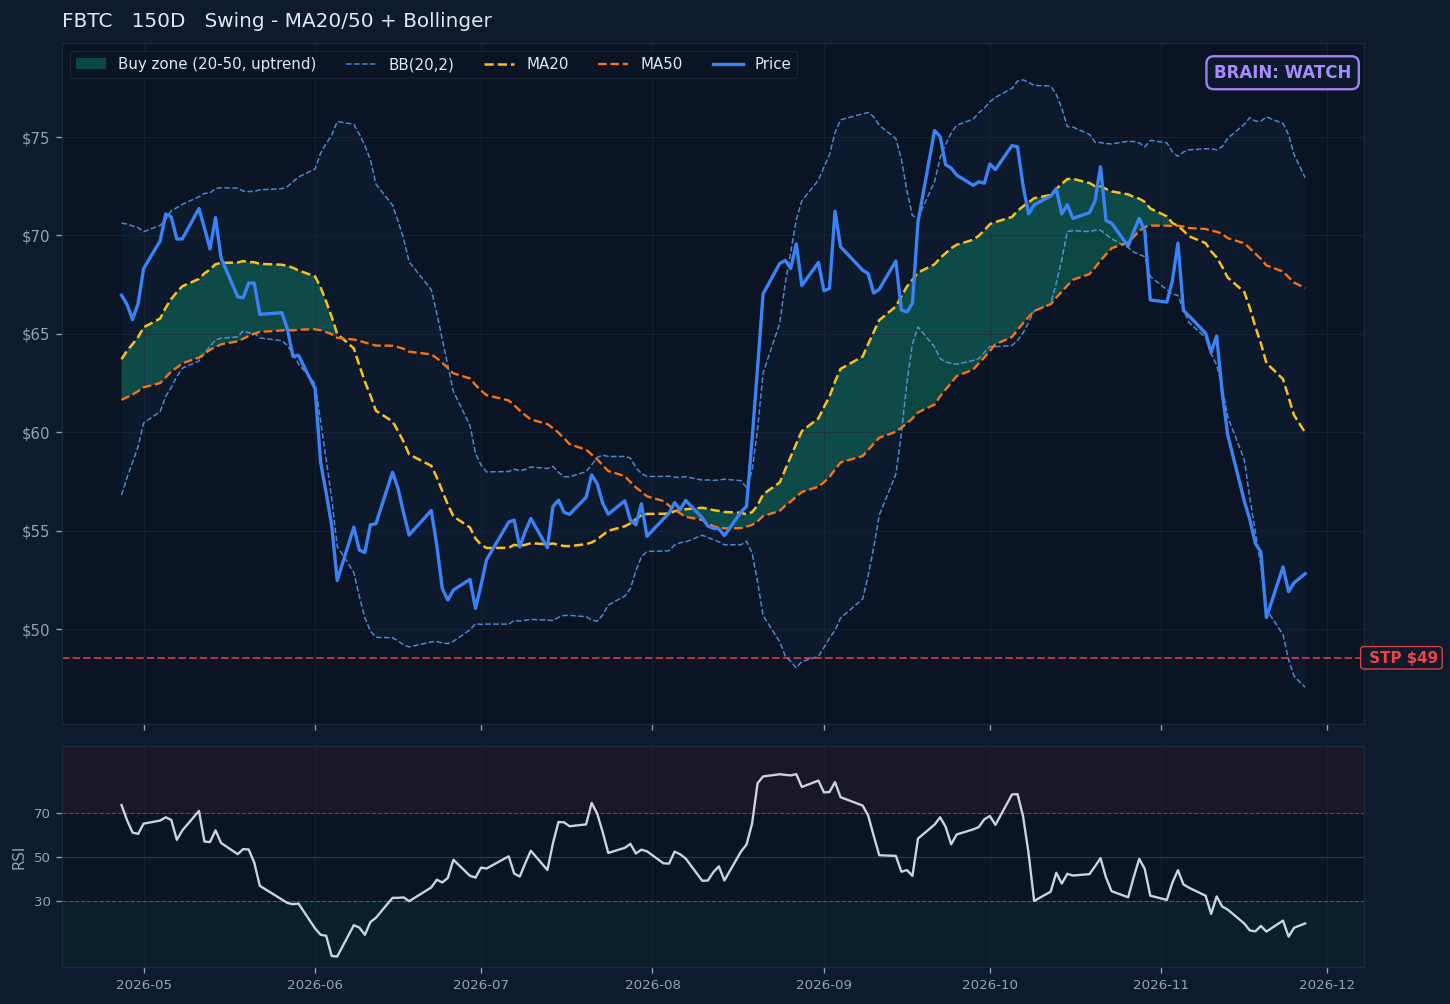 FBTC   150D   Swing - MA20/50 + Bollinger
Buy zone (20-50, uptrend)   BB(20,2)   MA20   MA50   Price
BRAIN: WATCH
$75
$70
$65
$60
$55
$50
STP $49
RSI
70
50
30
2026-05   2026-06   2026-07   2026-08   2026-09   2026-10   2026-11   2026-12